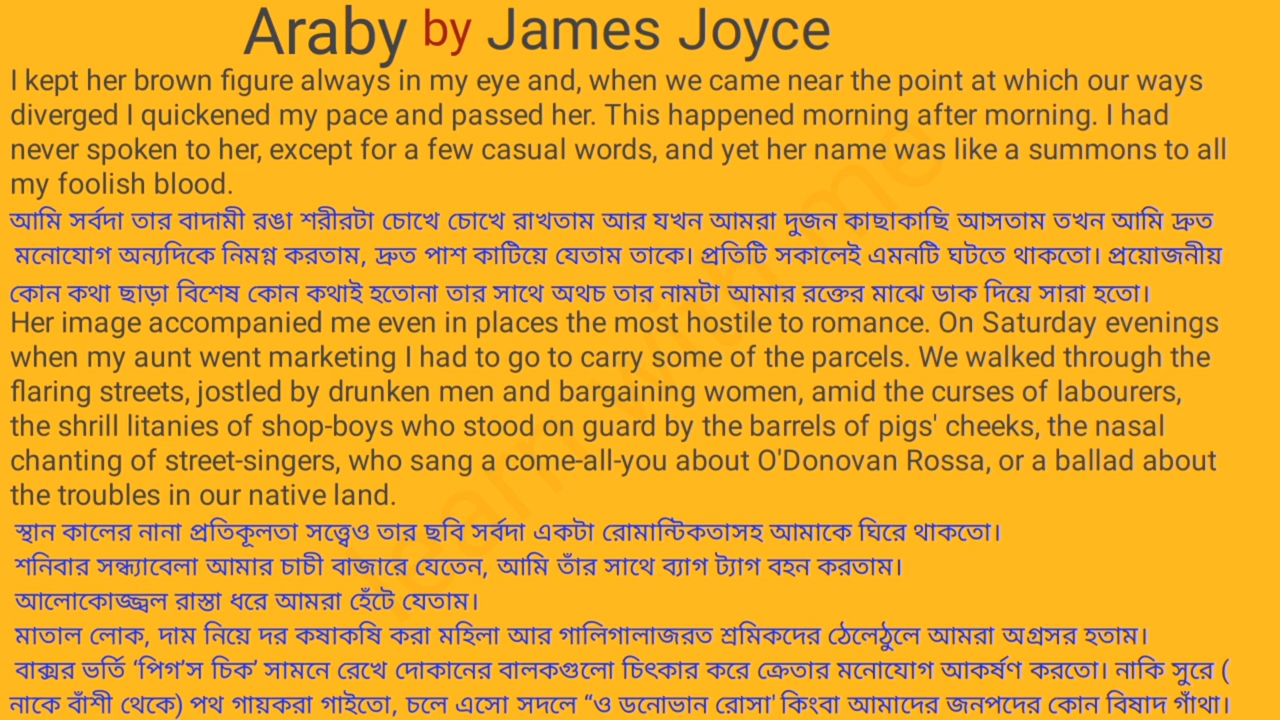 Araby by James Joyce
I kept her brown figure always in my eye and, when we came near the point at which our ways
diverged I quickened my pace and passed her. This happened morning after morning. I had
never spoken to her, except for a few casual words, and yet her name was like a summons to all
my foolish blood.
আমি সর্বদা তার বাদামী রঙা শরীরটা চোখে চোখে রাখতাম আর যখন আমরা দুজন কাছাকাছি আসতাম তখন আমি দ্রুত
মনোযোগ অন্যদিকে নিমগ্ন করতাম, দ্রুত পাশ কাটিয়ে যেতাম তাকে। প্রতিটি সকালেই এমনটি ঘটতে থাকতো। প্রয়োজনীয়
কোন কথা ছাড়া বিশেষ কোন কথাই হতোনা তার সাথে অথচ তার নামটা আমার রক্তের মাঝে ডাক দিয়ে সারা হতো।
Her image accompanied me even in places the most hostile to romance. On Saturday evenings
when my aunt went marketing I had to go to carry some of the parcels. We walked through the
flaring streets, jostled by drunken men and bargaining women, amid the curses of labourers,
the shrill litanies of shop-boys who stood on guard by the barrels of pigs' cheeks, the nasal
chanting of street-singers, who sang a come-all-you about O'Donovan Rossa, or a ballad about
the troubles in our native land.
স্থান কালের নানা প্রতিকূলতা সত্ত্বেও তার ছবি সর্বদা একটা রোমান্টিকতাসহ আমাকে ঘিরে থাকতো।
শনিবার সন্ধ্যাবেলা আমার চাচী বাজারে যেতেন, আমি তাঁর সাথে ব্যাগ ট্যাগ বহন করতাম।
আলোকোজ্জ্বল রাস্তা ধরে আমরা হেঁটে যেতাম।
মাতাল লোক, দাম নিয়ে দর কষাকষি করা মহিলা আর গালিগালাজরত শ্রমিকদের ঠেলেঠুলে আমরা অগ্রসর হতাম।
বাক্সর ভর্তি ‘পিগ’স চিক’ সামনে রেখে দোকানের বালকগুলো চিৎকার করে ক্রেতার মনোযোগ আকর্ষণ করতো। নাকি সুরে (
নাকে বাঁশী থেকে) পথ গায়করা গাইতো, চলে এসো সদলে “ও ডনোভান রোসা' কিংবা আমাদের জনপদের কোন বিষাদ গাঁথা।